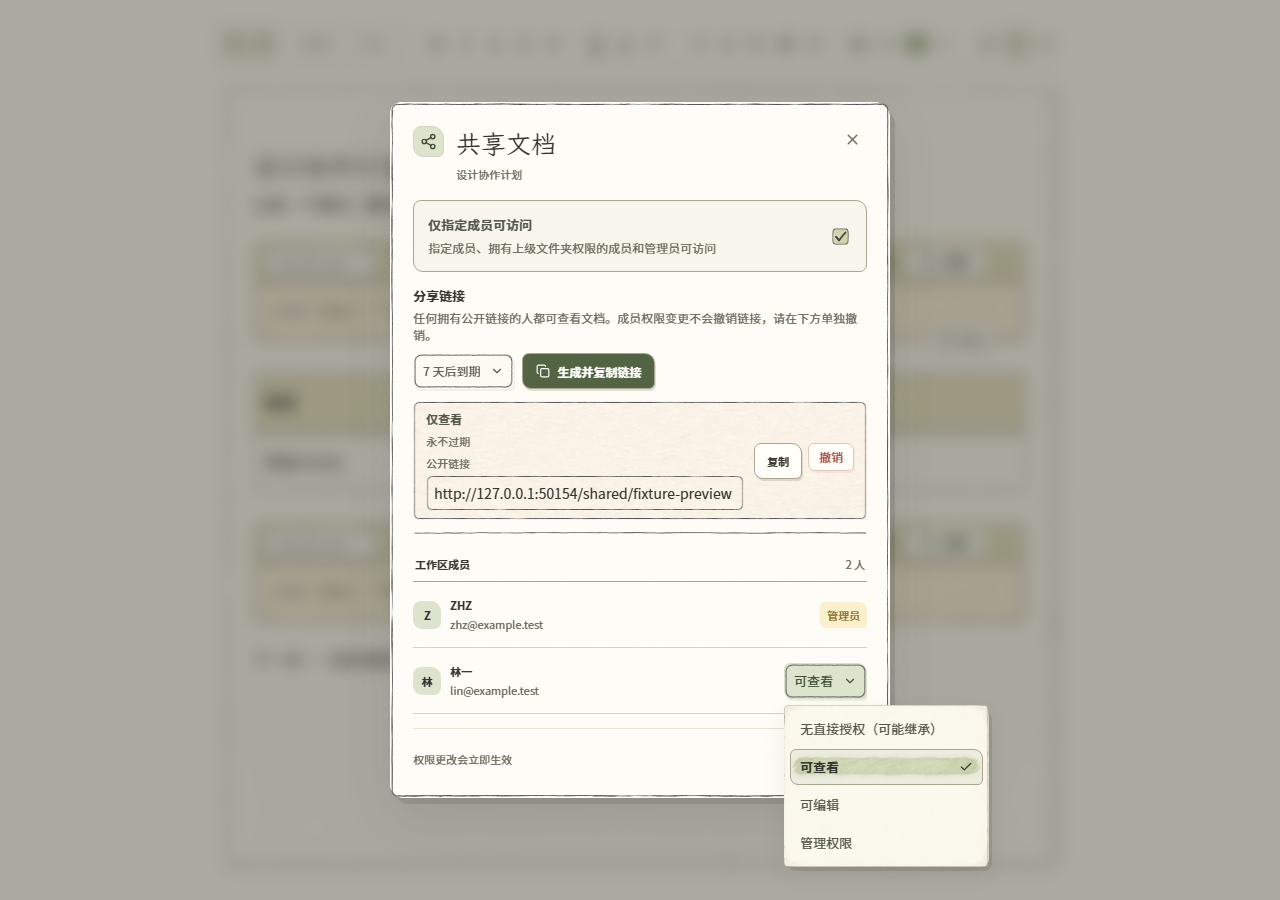 共享文档
设计协作计划
仅指定成员可访问
指定成员、拥有上级文件夹权限的成员和管理员可访问
分享链接
任何拥有公开链接的人都可查看文档。成员权限变更不会撤销链接，请在下方单独撤
销。
7 天后到期
生成并复制链接
仅查看
永不过期
公开链接
http://127.0.0.1:50154/shared/fixture-preview
复制
撤销
工作区成员
2 人
Z
ZHZ
zhz@example.test
管理员
林
林一
lin@example.test
可查看
无直接授权（可能继承）
可查看
可编辑
管理权限
权限更改会立即生效